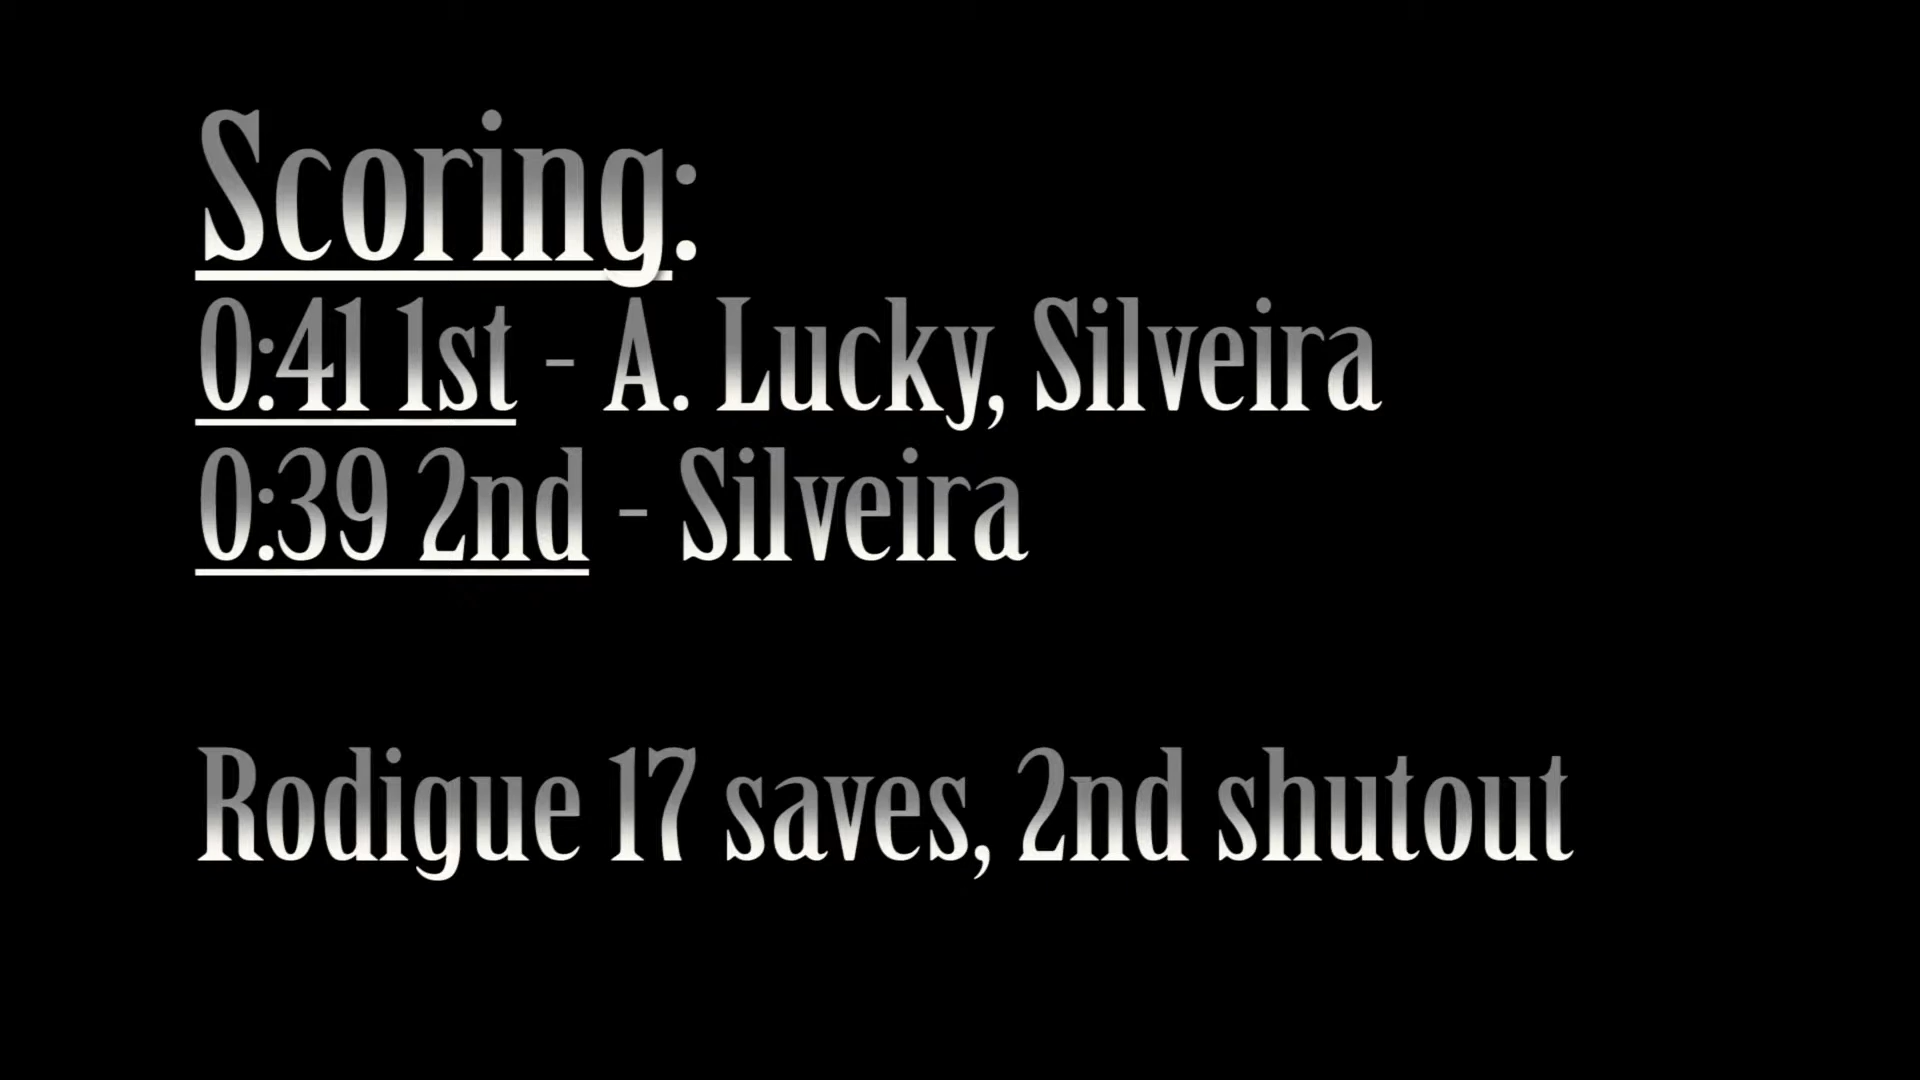 Scoring:
0:41 1st - A. Lucky, Silveira
0:39 2nd - Silveira
Rodigue 17 saves, 2nd shutout